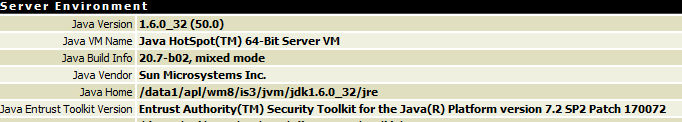 Server Environment
Java Version 1.6.0_32 (50.0)
Java VM Name Java HotSpot(TM) 64-Bit Server VM
Java Build Info 20.7-b02, mixed mode
Java Vendor Sun Microsystems Inc.
Java Home /data1/apl/wm8/is3/jvm/jdk1.6.0_32/jre
Java Entrust Toolkit Version Entrust Authority(TM) Security Toolkit for the Java(R) Platform version 7.2 SP2 Patch 170072